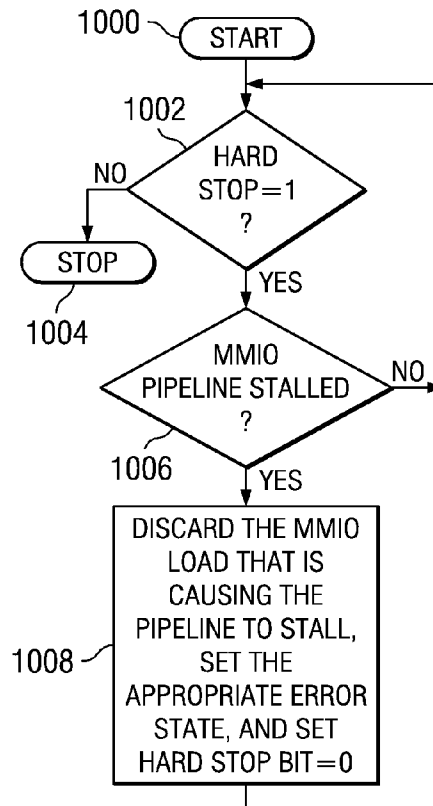 1000
START
1002
HARD
STOP=1
?
NO
STOP
1004
YES
MMIO
PIPELINE STALLED
?
NO
1006
YES
DISCARD THE MMIO
LOAD THAT IS
CAUSING THE
PIPELINE TO STALL,
SET THE
APPROPRIATE ERROR
STATE, AND SET
HARD STOP BIT=0
1008